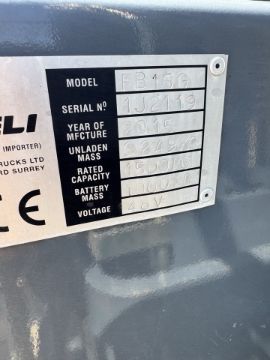 MODEL FB15G
SERIAL Nº 1J2119
YEAR OF MFCTURE 2015
UNLADEN MASS
RATED CAPACITY
BATTERY MASS
VOLTAGE 48V
ELI
(IMPORTER)
RUCKS LTD
RD SURREY
CE